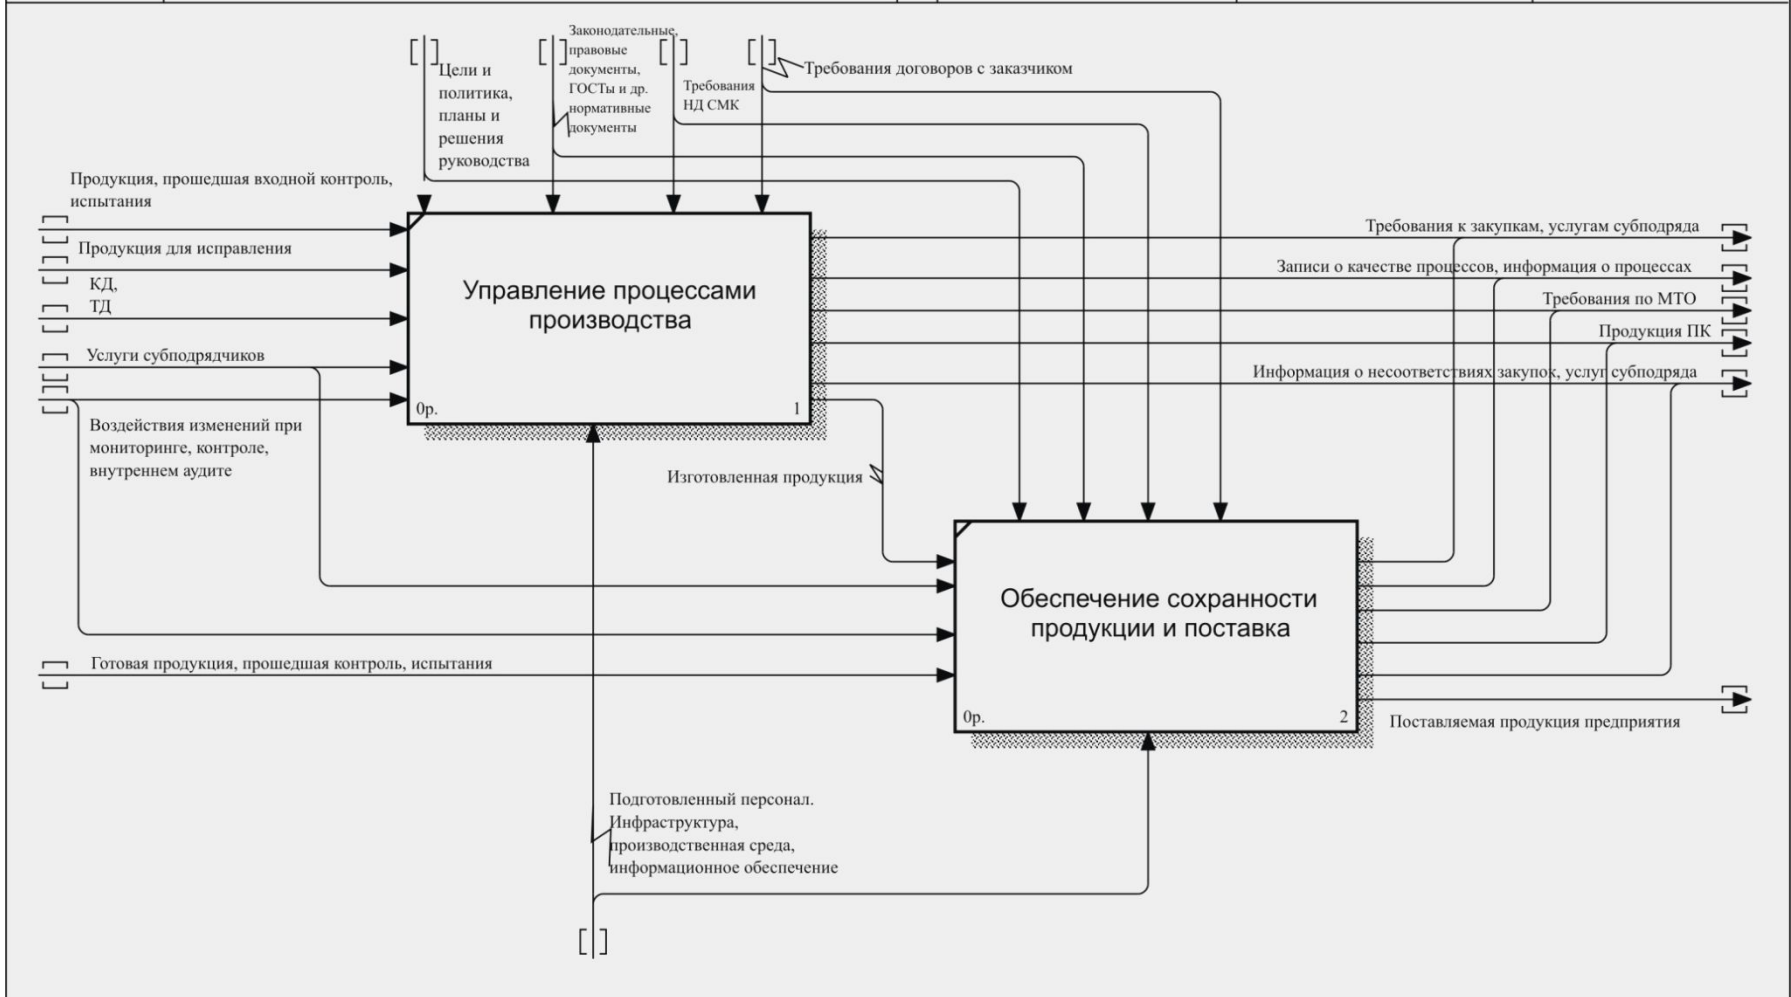 Законодательные,
правовые
документы,
ГОСТы и др.
нормативные
документы
Цели и
политика,
планы и
решения
руководства
Требования
НД СМК
Требования договоров с заказчиком
Продукция, прошедшая входной контроль,
испытания
Продукция для исправления
КД,
ТД
Услуги субподрядчиков
Воздействия изменений при
мониторинге, контроле,
внутреннем аудите
Управление процессами
производства
0р.
1
Требования к закупкам, услугам субподряда
Записи о качестве процессов, информация о процессах
Требования по МТО
Продукция ПК
Информация о несоответствиях закупок, услуг субподряда
Изготовленная продукция
Готовая продукция, прошедшая контроль, испытания
Обеспечение сохранности
продукции и поставка
0р.
2
Поставляемая продукция предприятия
Подготовленный персонал.
Инфраструктура,
производственная среда,
информационное обеспечение